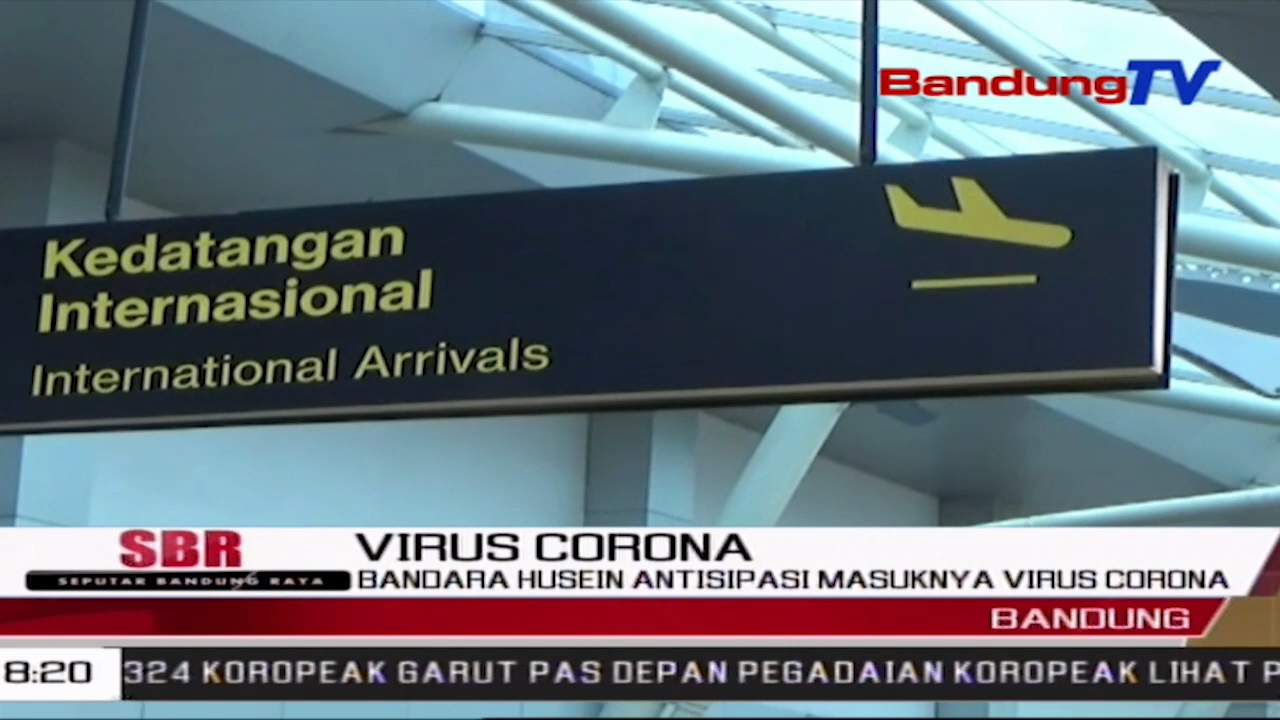 BandungTV
Kedatangan
Internasional
International Arrivals
SBR
SEPUTAR BANDUNG RAYA
VIRUS CORONA
BANDARA HUSEIN ANTISIPASI MASUKNYA VIRUS CORONA
BANDUNG
8:20
324 KOROPEAK GARUT PAS DEPAN PEGADAIAN KOROPEAK LIHAT P